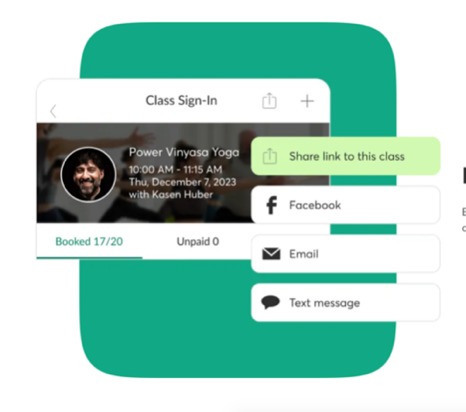 Class Sign-In
Power Vinyasa Yoga
10:00 AM - 11:15 AM
Thu, December 7, 2023
with Kasen Huber
Booked 17/20
Unpaid 0
Share link to this class
Facebook
Email
Text message